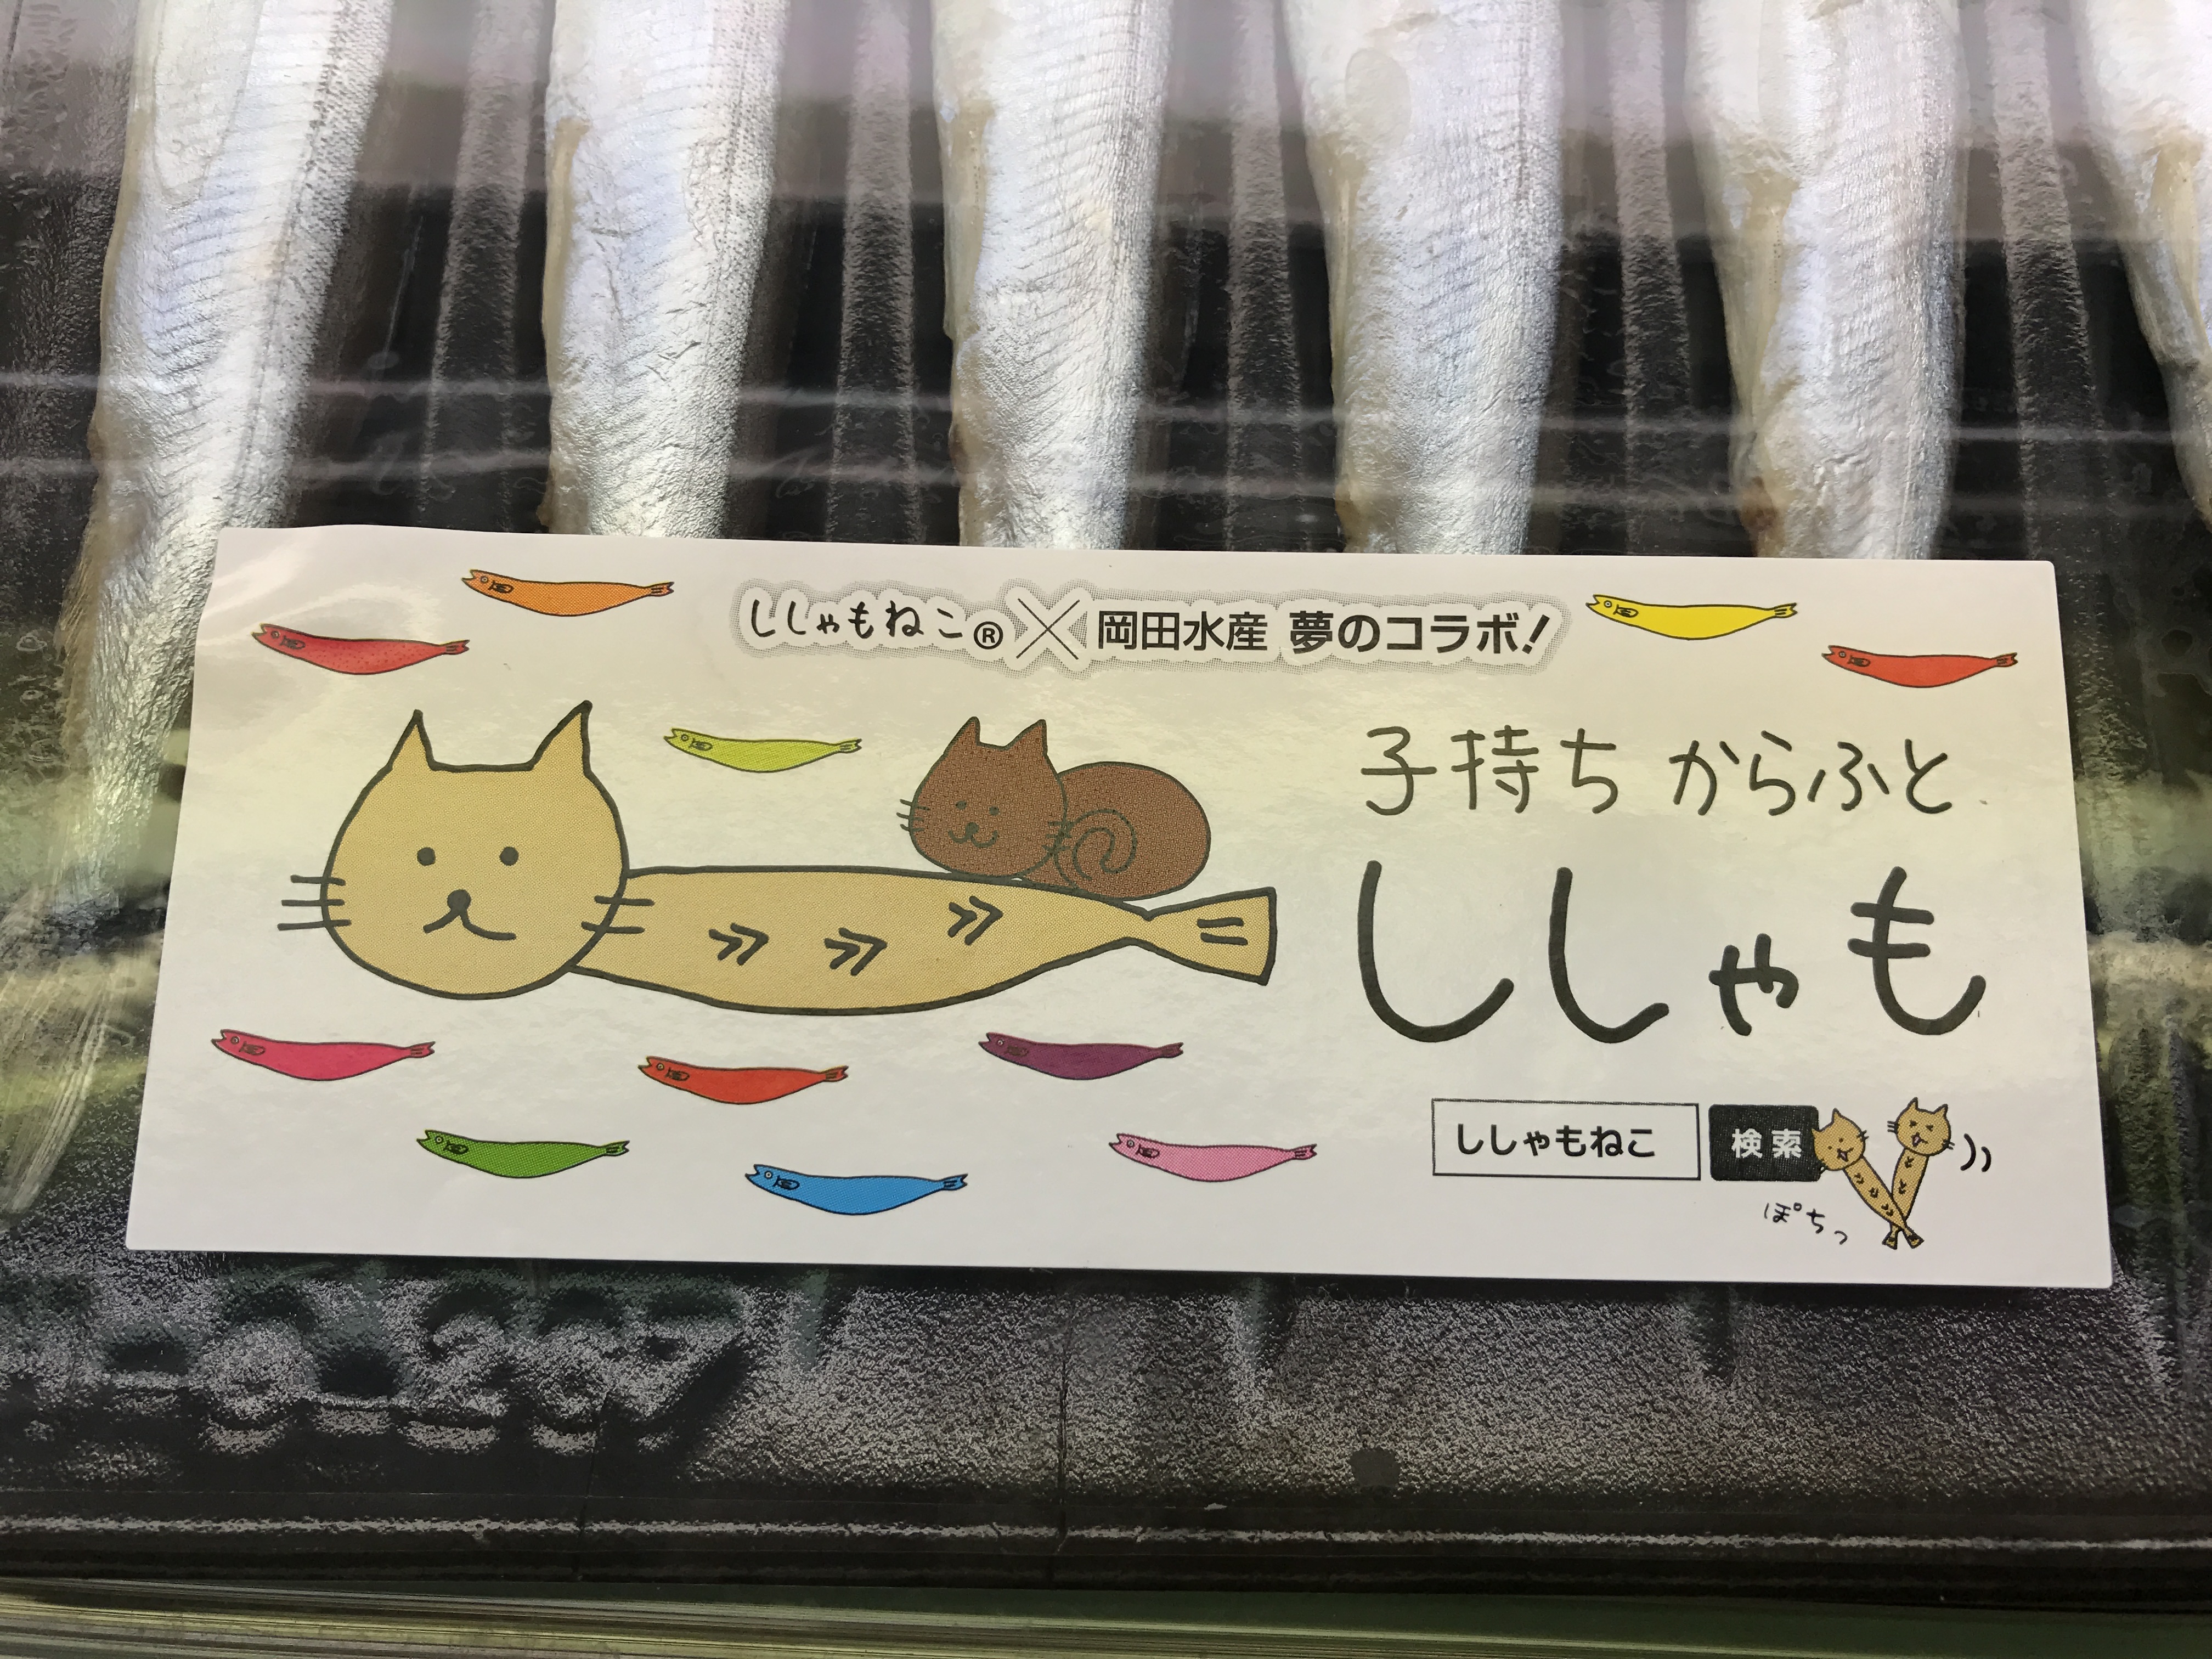 ししゃもねこ® × 岡田水産 夢のコラボ!
子持ち からふと
ししゃも
ししゃもねこ 検索
ぽちっ